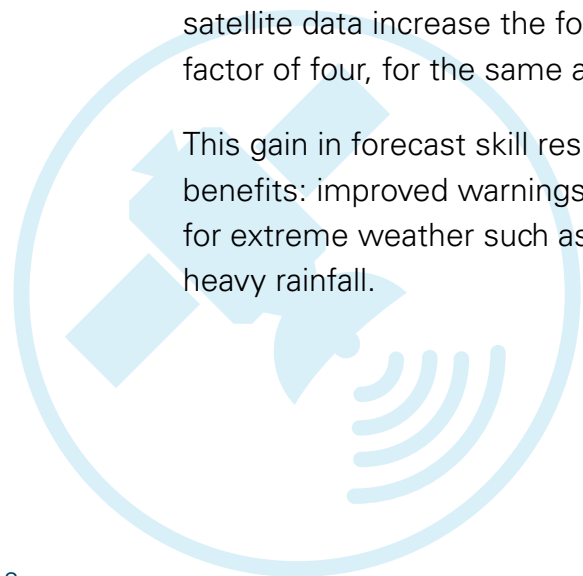 satellite data increase the fo
factor of four, for the same a
This gain in forecast skill res
benefits: improved warnings
for extreme weather such as
heavy rainfall.